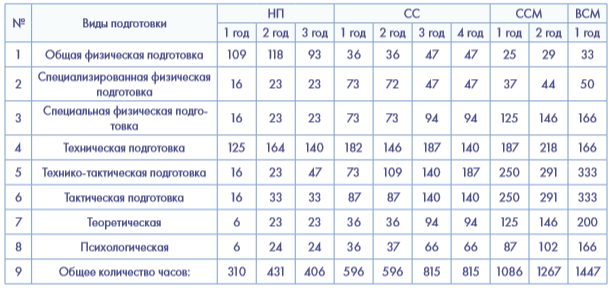 № Виды подготовки НП СС ССМ ВСМ
1 год 2 год 3 год 1 год 2 год 3 год 4 год 1 год 2 год 1 год
1 Общая физическая подготовка 109 118 93 36 36 47 47 25 29 33
2 Специализированная физическая
подготовка 16 23 23 73 72 47 47 37 44 50
3 Специальная физическая подго-
товка 16 23 23 73 73 94 94 125 146 166
4 Техническая подготовка 125 164 140 182 146 187 140 187 218 166
5 Технико-тактическая подготовка 16 23 47 73 109 140 187 250 291 333
6 Тактическая подготовка 16 33 33 87 87 140 140 250 291 333
7 Теоретическая 6 23 23 36 36 94 94 125 146 200
8 Психологическая 6 24 24 36 37 66 66 87 102 166
9 Общее количество часов: 310 431 406 596 596 815 815 1086 1267 1447